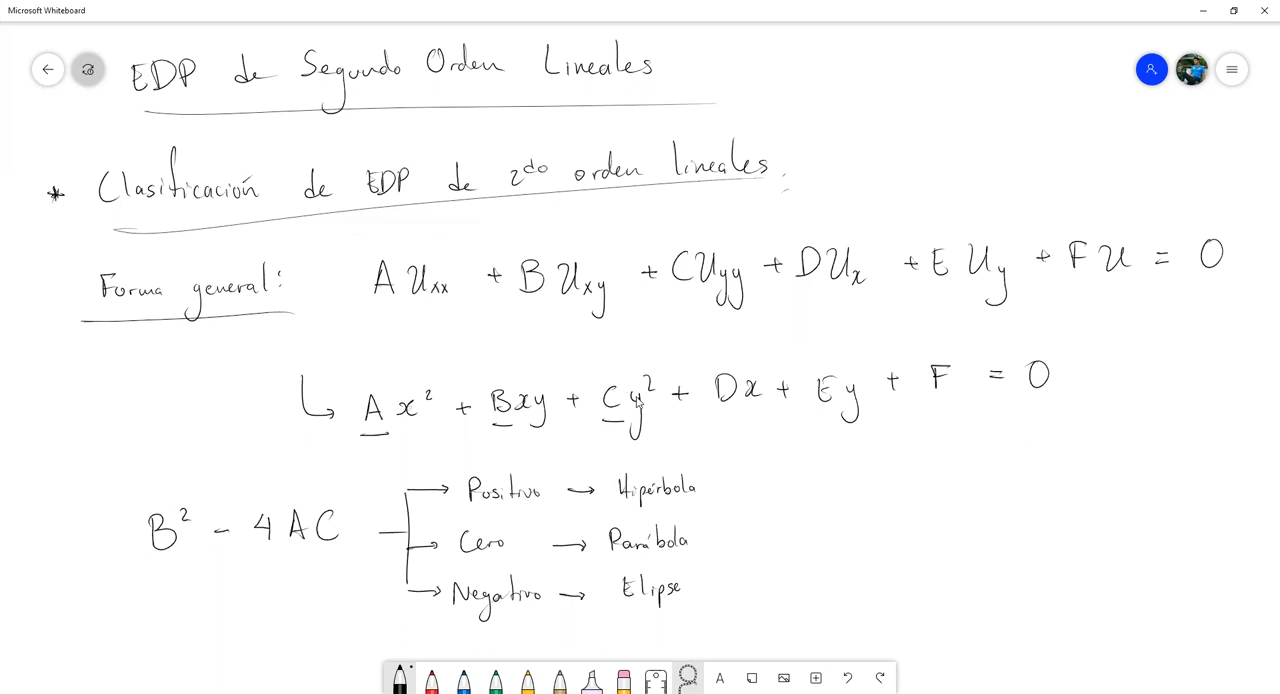 Microsoft Whiteboard
EDP de Segundo Orden Lineales
* Clasificación de EDP de 2do orden lineales.
Forma general: A Uxx + B Uxy + C Uyy + D Ux + E Uy + F U = 0
↳ A x² + B xy + C y² + D x + E y + F = 0
B² - 4 A C
→ Positivo → Hipérbola
→ Cero → Parábola
→ Negativo → Elipse
A